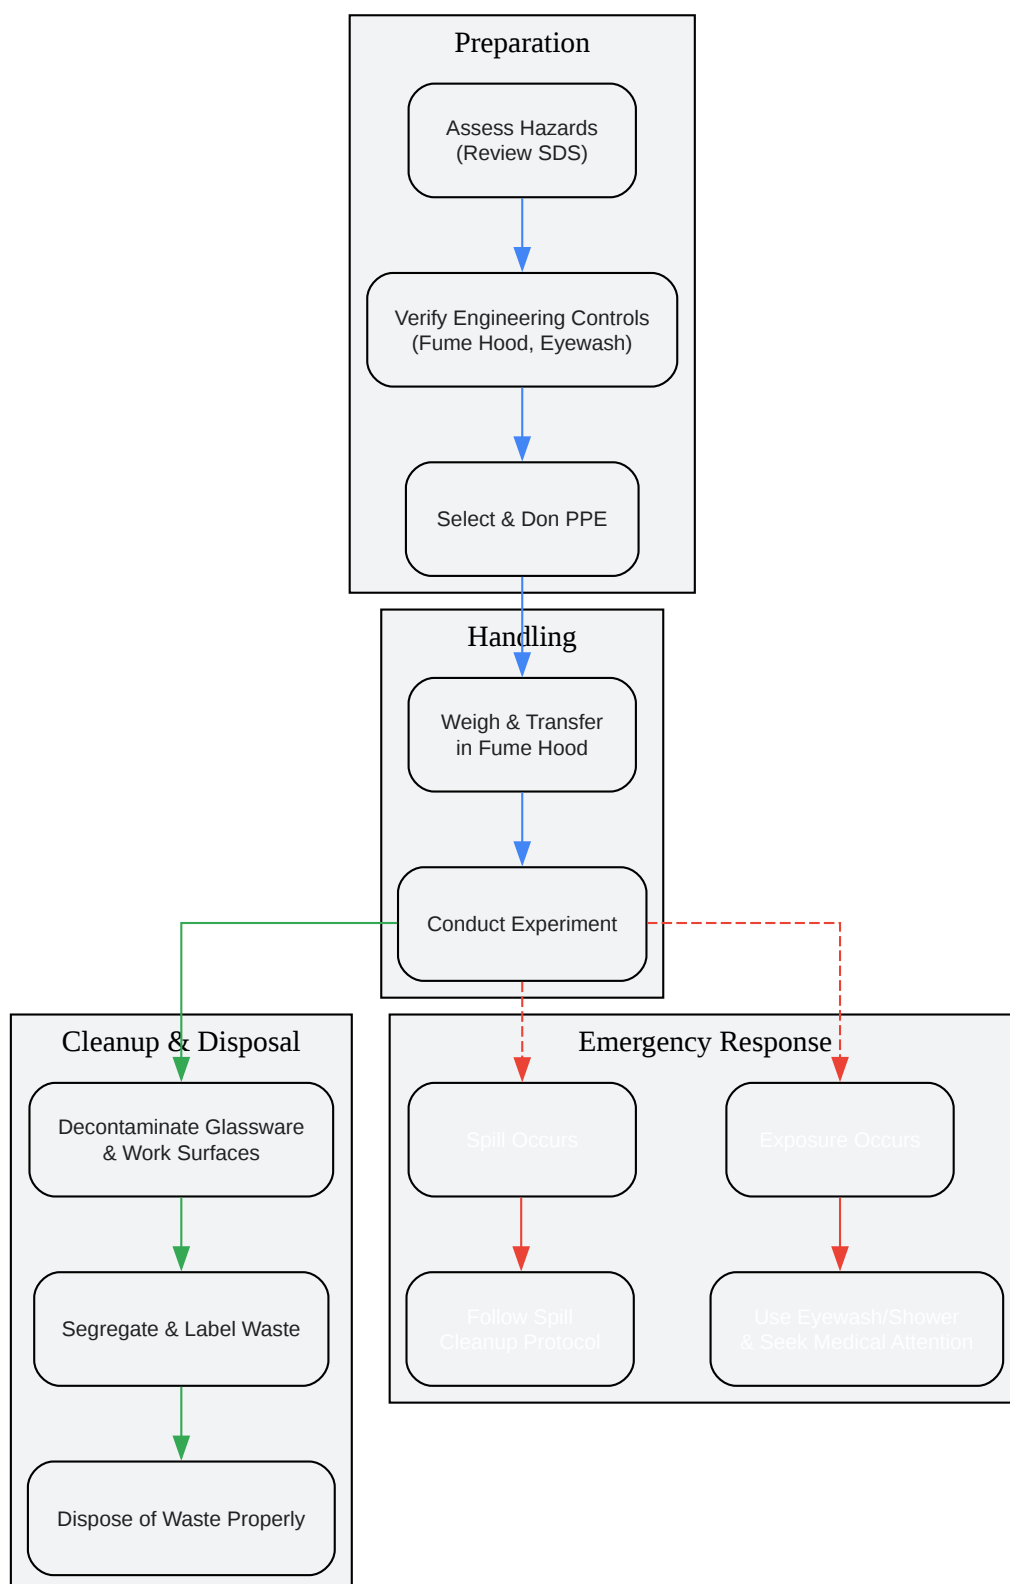 Preparation
Assess Hazards
(Review SDS)
Verify Engineering Controls
(Fume Hood, Eyewash)
Select & Don PPE
Handling
Weigh & Transfer
in Fume Hood
Conduct Experiment
Cleanup & Disposal
Decontaminate Glassware
& Work Surfaces
Segregate & Label Waste
Dispose of Waste Properly
Emergency Response
Spill Occurs
Follow Spill
Cleanup Protocol
Exposure Occurs
Use Eyewash/Shower
& Seek Medical Attention